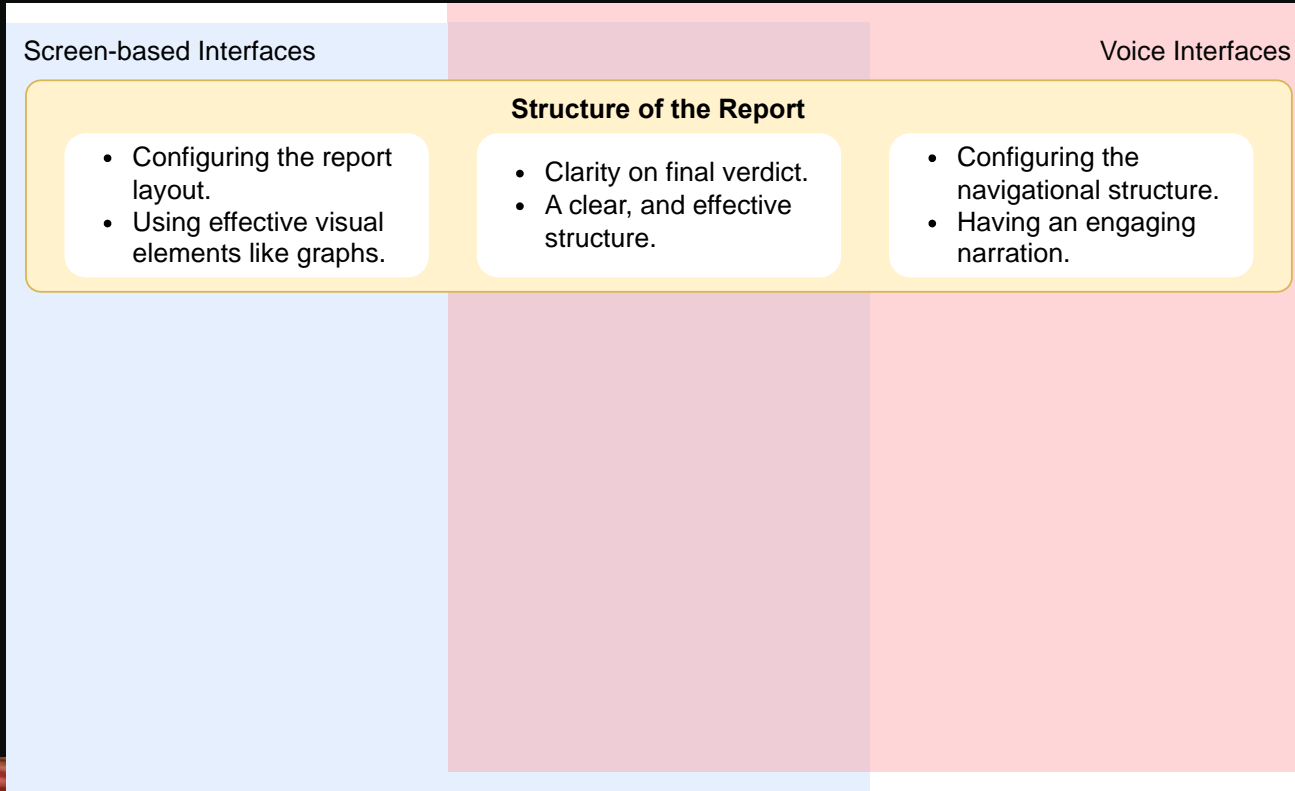 Screen-based Interfaces
Voice Interfaces
Structure of the Report
• Configuring the report
layout.
• Using effective visual
elements like graphs.
• Clarity on final verdict.
• A clear, and effective
structure.
• Configuring the
navigational structure.
• Having an engaging
narration.